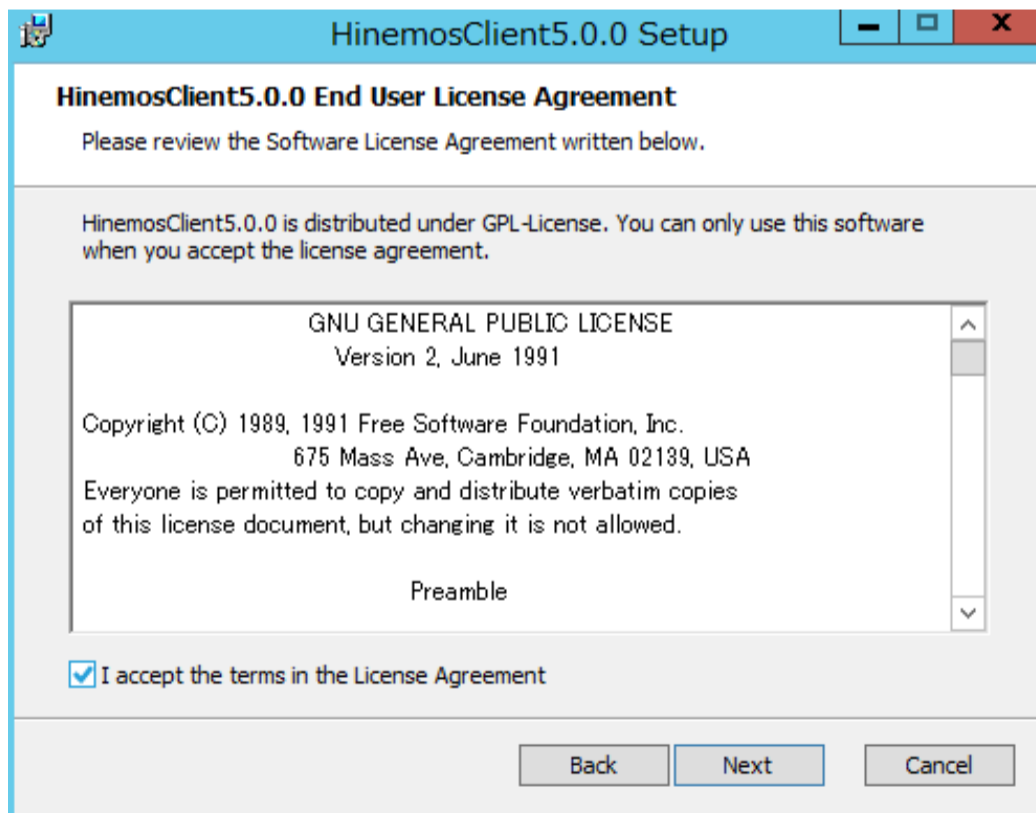 HinemosClient5.0.0 Setup
HinemosClient5.0.0 End User License Agreement
Please review the Software License Agreement written below.
HinemosClient5.0.0 is distributed under GPL-License. You can only use this software
when you accept the license agreement.
GNU GENERAL PUBLIC LICENSE
Version 2, June 1991
Copyright (C) 1989, 1991 Free Software Foundation, Inc.
675 Mass Ave, Cambridge, MA 02139, USA
Everyone is permitted to copy and distribute verbatim copies
of this license document, but changing it is not allowed.
Preamble
I accept the terms in the License Agreement
Back Next Cancel